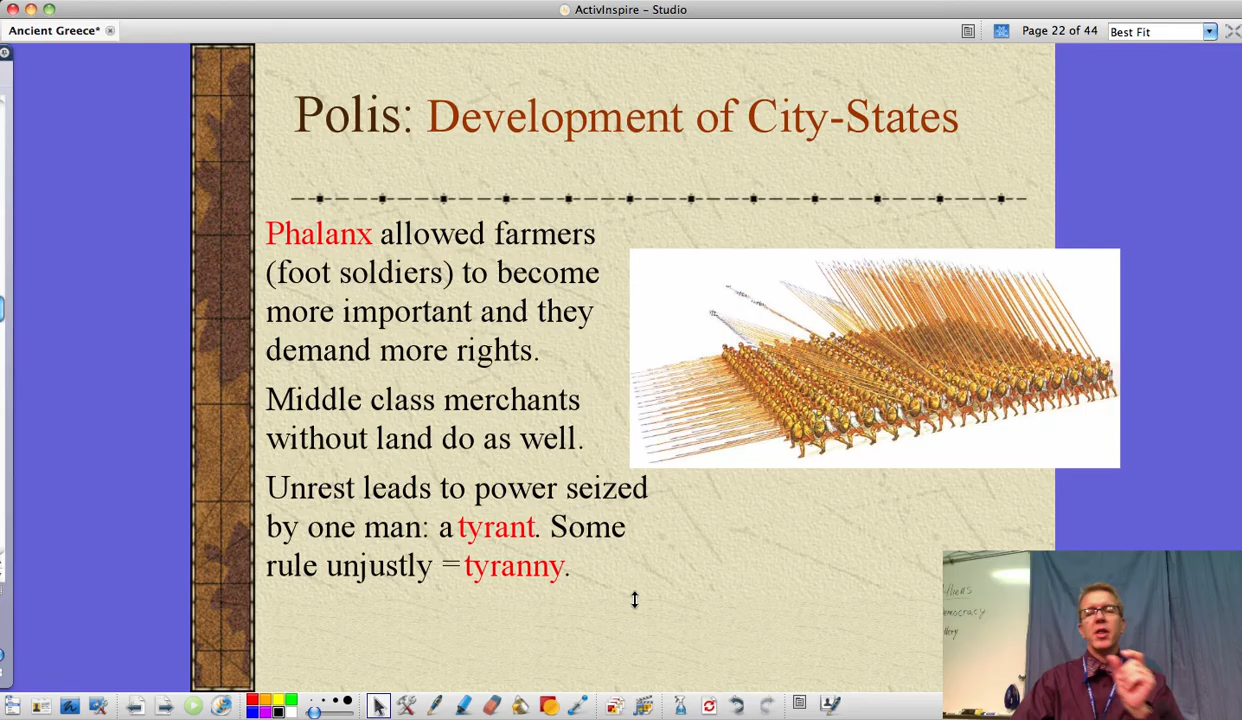 ActivInspire – Studio
Ancient Greece*
Page 22 of 44
Best Fit
Polis: Development of City-States
Phalanx allowed farmers
(foot soldiers) to become
more important and they
demand more rights.
Middle class merchants
without land do as well.
Unrest leads to power seized
by one man: a tyrant. Some
rule unjustly = tyranny.